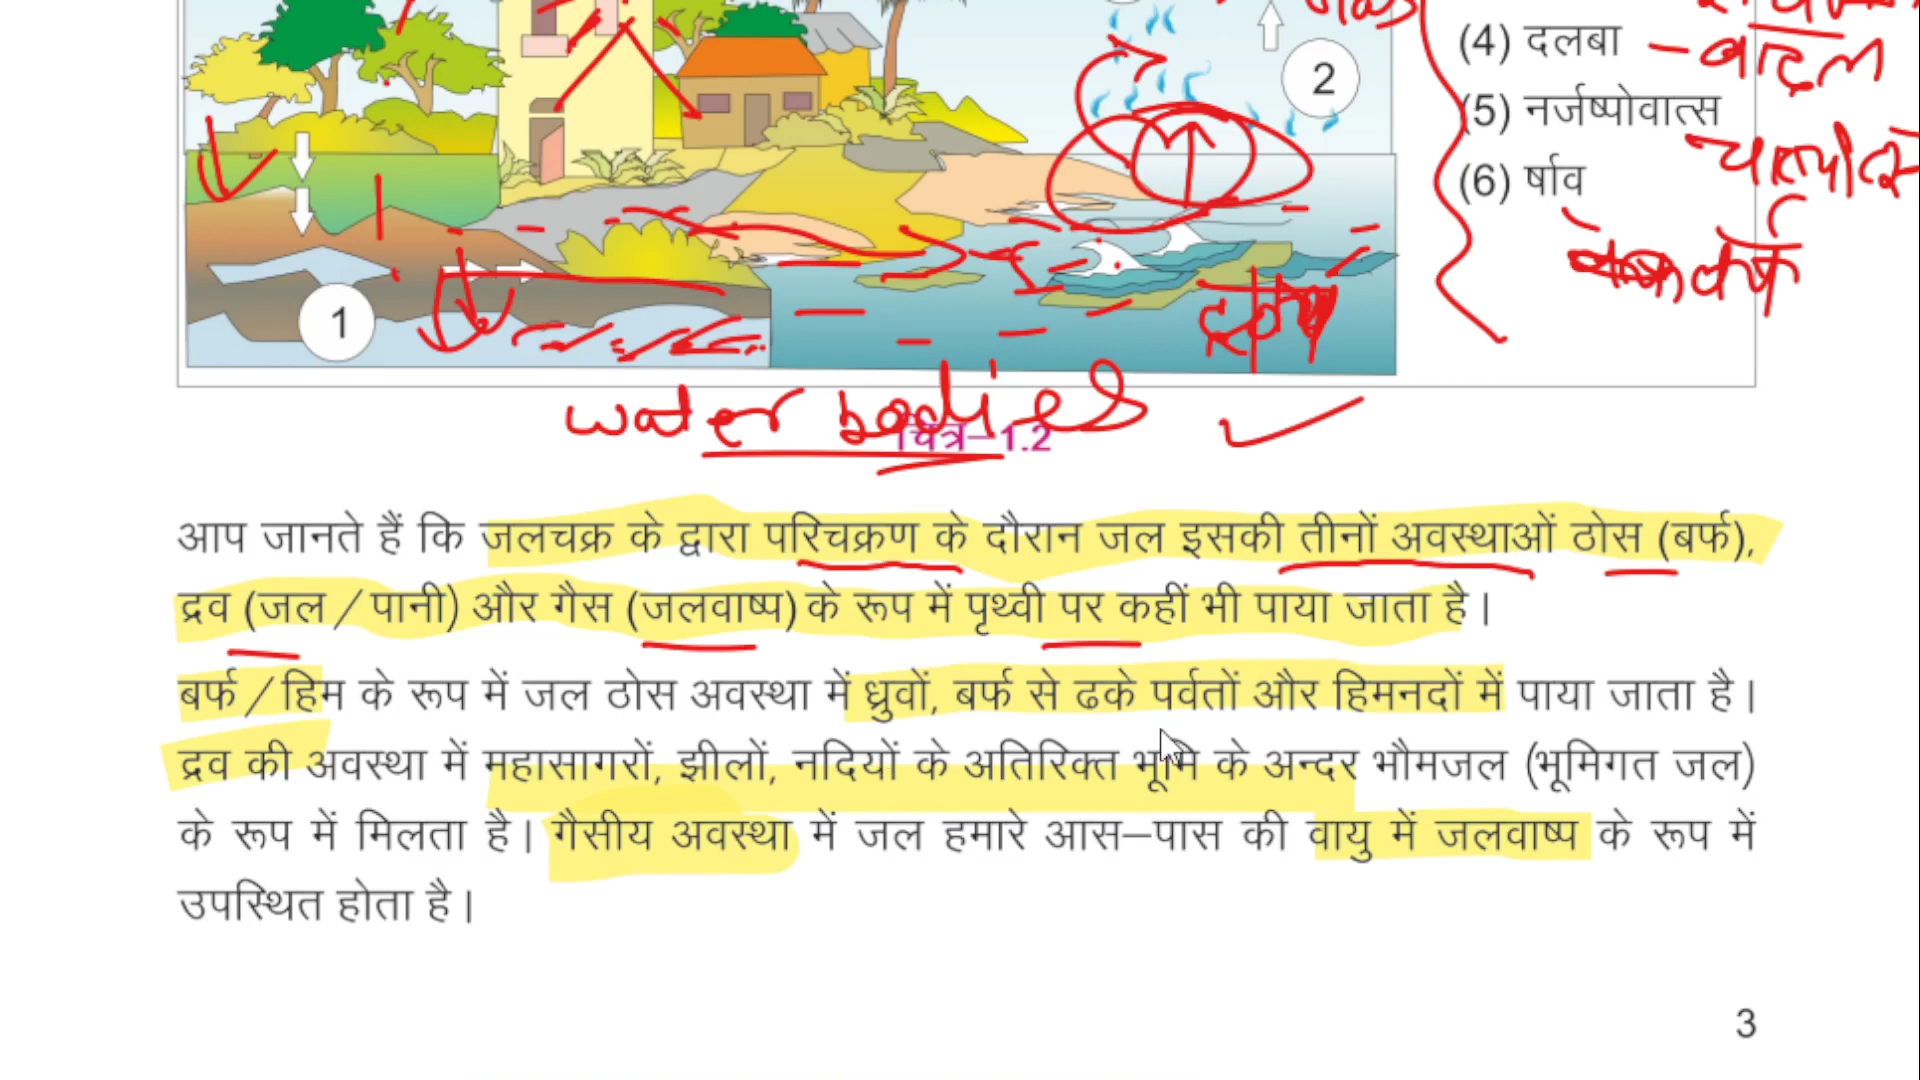 (4) दलबा – बादल
2
(5) नर्जष्पोवात्स
(6) र्षाव
1
water bodies
चित्र–1.2
आप जानते हैं कि जलचक्र के द्वारा परिचक्रण के दौरान जल इसकी तीनों अवस्थाओं ठोस (बर्फ),
द्रव (जल/पानी) और गैस (जलवाष्प) के रूप में पृथ्वी पर कहीं भी पाया जाता है।
बर्फ/हिम के रूप में जल ठोस अवस्था में ध्रुवों, बर्फ से ढके पर्वतों और हिमनदों में पाया जाता है।
द्रव की अवस्था में महासागरों, झीलों, नदियों के अतिरिक्त भूमि के अन्दर भौमजल (भूमिगत जल)
के रूप में मिलता है। गैसीय अवस्था में जल हमारे आस–पास की वायु में जलवाष्प के रूप में
उपस्थित होता है।
3